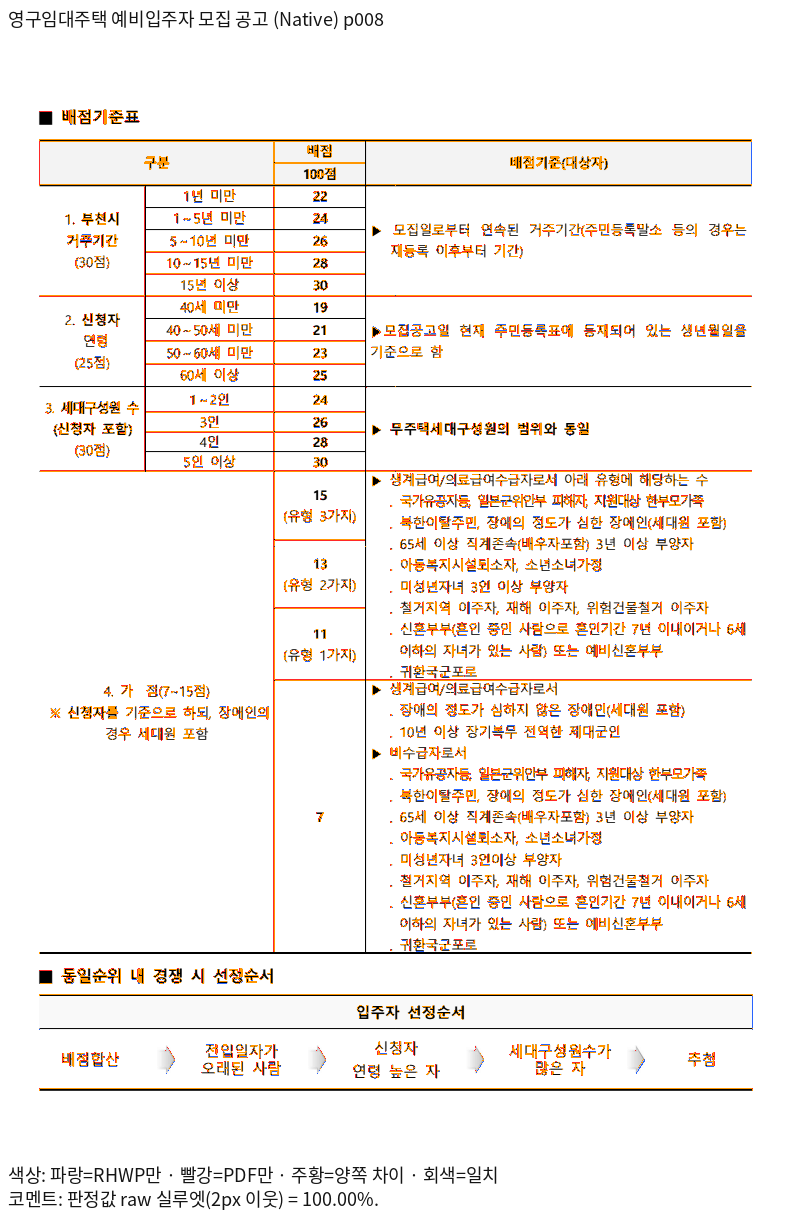 영구임대주택 예비입주자 모집 공고 (Native) p008
■ 배점기준표
구분
배점
100점
배점기준(대상자)
1. 부천시
거주기간
(30점)
1년 미만 22
1~5년 미만 24
5~10년 미만 26
10~15년 미만 28
15년 이상 30
▶ 모집일로부터 연속된 거주기간(주민등록말소 등의 경우는
재등록 이후부터 기간)
2. 신청자
연령
(25점)
40세 미만 19
40~50세 미만 21
50~60세 미만 23
60세 이상 25
▶모집공고일 현재 주민등록표에 등재되어 있는 생년월일을
기준으로 함
3. 세대구성원 수
(신청자 포함)
(30점)
1~2인 24
3인 26
4인 28
5인 이상 30
▶ 무주택세대구성원의 범위와 동일
4. 가 점(7~15점)
※ 신청자를 기준으로 하되, 장애인의
경우 세대원 포함
15
(유형 3가지)
13
(유형 2가지)
11
(유형 1가지)
▶ 생계급여/의료급여수급자로서 아래 유형에 해당하는 수
. 국가유공자등, 일본군위안부 피해자, 지원대상 한부모가족
. 북한이탈주민, 장애의 정도가 심한 장애인(세대원 포함)
. 65세 이상 직계존속(배우자포함) 3년 이상 부양자
. 아동복지시설퇴소자, 소년소녀가정
. 미성년자녀 3인 이상 부양자
. 철거지역 이주자, 재해 이주자, 위험건물철거 이주자
. 신혼부부(혼인 중인 사람으로 혼인기간 7년 이내이거나 6세
이하의 자녀가 있는 사람) 또는 예비신혼부부
. 귀환국군포로
7
▶ 생계급여/의료급여수급자로서
. 장애의 정도가 심하지 않은 장애인(세대원 포함)
. 10년 이상 장기복무 전역한 제대군인
▶ 비수급자로서
. 국가유공자등, 일본군위안부 피해자, 지원대상 한부모가족
. 북한이탈주민, 장애의 정도가 심한 장애인(세대원 포함)
. 65세 이상 직계존속(배우자포함) 3년 이상 부양자
. 아동복지시설퇴소자, 소년소녀가정
. 미성년자녀 3인이상 부양자
. 철거지역 이주자, 재해 이주자, 위험건물철거 이주자
. 신혼부부(혼인 중인 사람으로 혼인기간 7년 이내이거나 6세
이하의 자녀가 있는 사람) 또는 예비신혼부부
. 귀환국군포로
■ 동일순위 내 경쟁 시 선정순서
입주자 선정순서
배점합산
전입일자가
오래된 사람
신청자
연령 높은 자
세대구성원수가
많은 자
추첨
색상: 파랑=RHWP만 · 빨강=PDF만 · 주황=양쪽 차이 · 회색=일치
코멘트: 판정값 raw 실루엣(2px 이웃) = 100.00%.